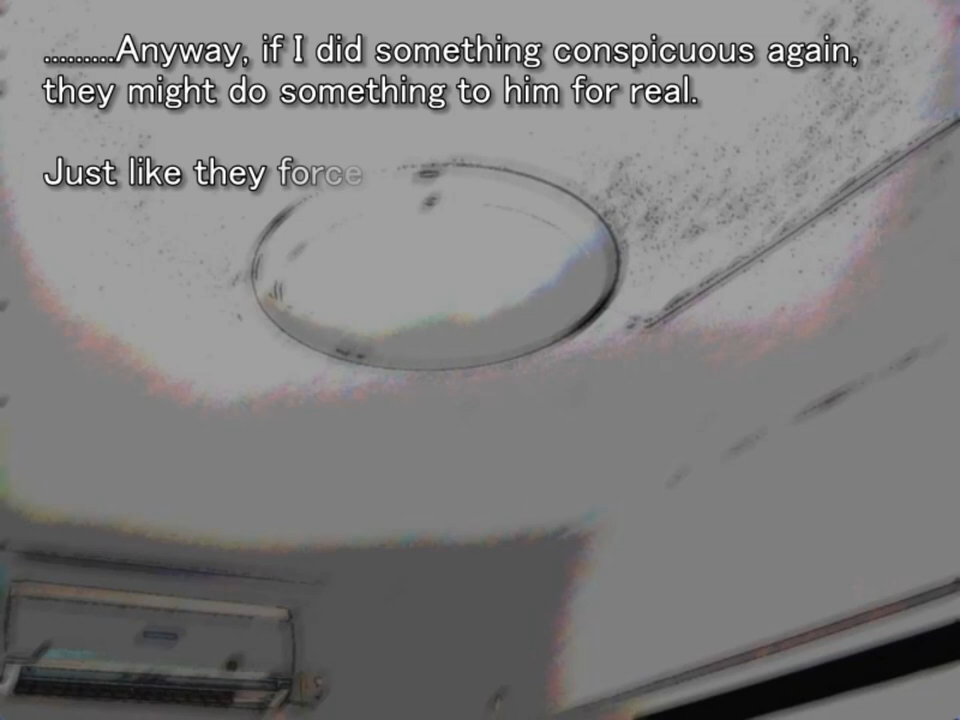 .........Anyway, if I did something conspicuous again,
they might do something to him for real.
Just like they force